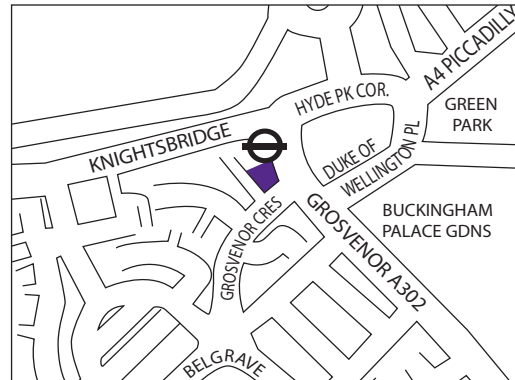 A4 PICCADILLY
HYDE PK COR.
GREEN
PARK
KNIGHTSBRIDGE
DUKE OF
WELLINGTON PL
GROSVENOR CRES
GROSVENOR A302
BUCKINGHAM
PALACE GDNS
BELGRAVE